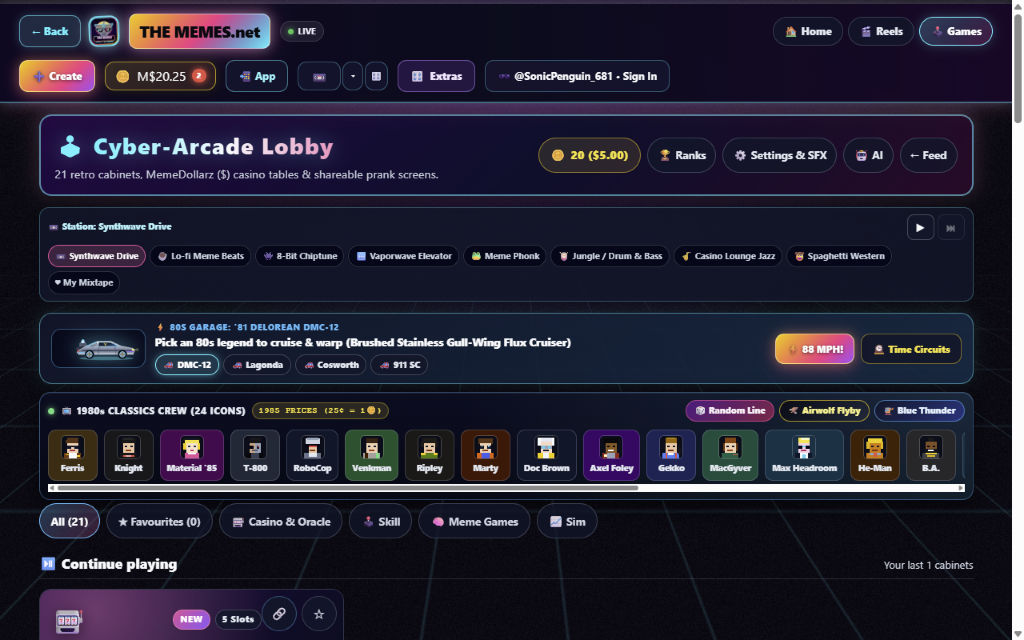 ← Back
THE MEMES.net
LIVE
Home
Reels
Games
Create
M$20.25 2
App
Extras
@SonicPenguin_681 • Sign In
Cyber-Arcade Lobby
21 retro cabinets, MemeDollarz ($) casino tables & shareable prank screens.
20 ($5.00)
Ranks
Settings & SFX
AI
← Feed
Station: Synthwave Drive
Synthwave Drive
Lo-fi Meme Beats
8-Bit Chiptune
Vaporwave Elevator
Meme Phonk
Jungle / Drum & Bass
Casino Lounge Jazz
Spaghetti Western
My Mixtape
80S GARAGE: '81 DELOREAN DMC-12
Pick an 80s legend to cruise & warp (Brushed Stainless Gull-Wing Flux Cruiser)
DMC-12
Lagonda
Cosworth
911 SC
88 MPH!
Time Circuits
1980s CLASSICS CREW (24 ICONS)
1985 PRICES (25¢ = 1)
Random Line
Airwolf Flyby
Blue Thunder
Ferris
Knight
Material '85
T-800
RoboCop
Venkman
Ripley
Marty
Doc Brown
Axel Foley
Gekko
MacGyver
Max Headroom
He-Man
B.A.
All (21)
Favourites (0)
Casino & Oracle
Skill
Meme Games
Sim
Continue playing
Your last 1 cabinets
NEW
5 Slots